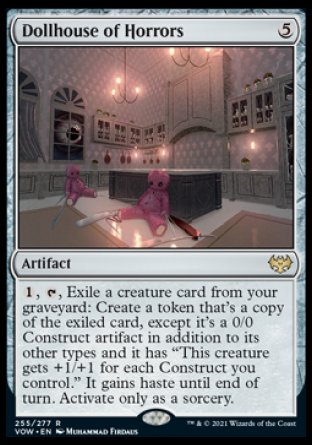 Dollhouse of Horrors 5
Artifact
1, , Exile a creature card from your
graveyard: Create a token that's a copy
of the exiled card, except it's a 0/0
Construct artifact in addition to its
other types and it has “This creature
gets +1/+1 for each Construct you
control.” It gains haste until end of
turn. Activate only as a sorcery.
255/277 R
VOW • EN Muhammad Firdaus
™ & © 2021 Wizards of the Coast